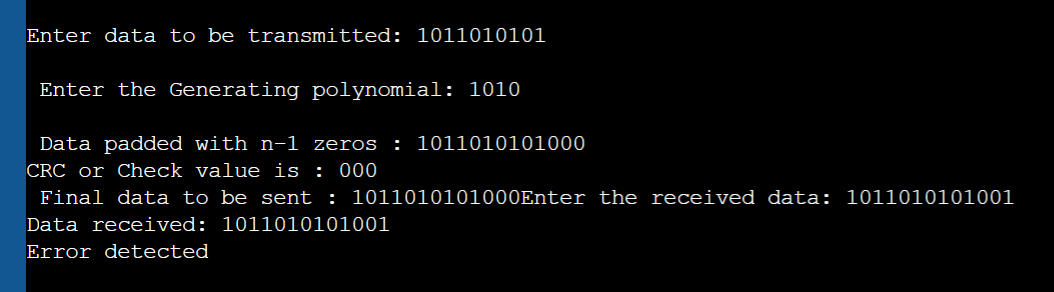 Enter data to be transmitted: 1011010101
Enter the Generating polynomial: 1010
Data padded with n-1 zeros : 1011010101000
CRC or Check value is : 000
Final data to be sent : 1011010101000Enter the received data: 1011010101001
Data received: 1011010101001
Error detected